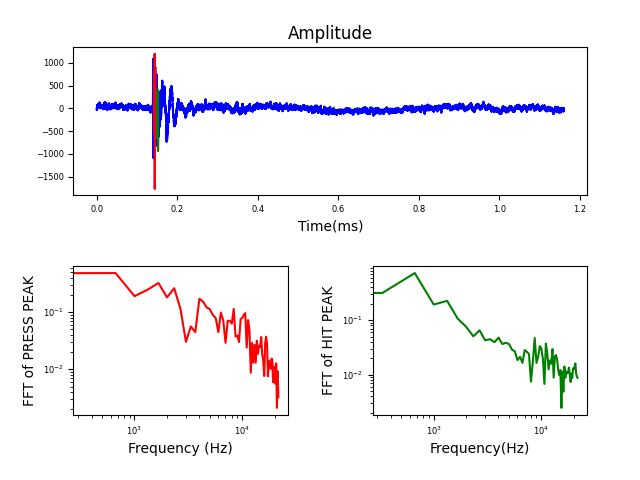 Amplitude
1000
500
0
−500
−1000
−1500
0.0 0.2 0.4 0.6 0.8 1.0 1.2
Time(ms)
FFT of PRESS PEAK
10⁻¹
10⁻²
10³ 10⁴
Frequency (Hz)
FFT of HIT PEAK
10⁻¹
10⁻²
10³ 10⁴
Frequency(Hz)